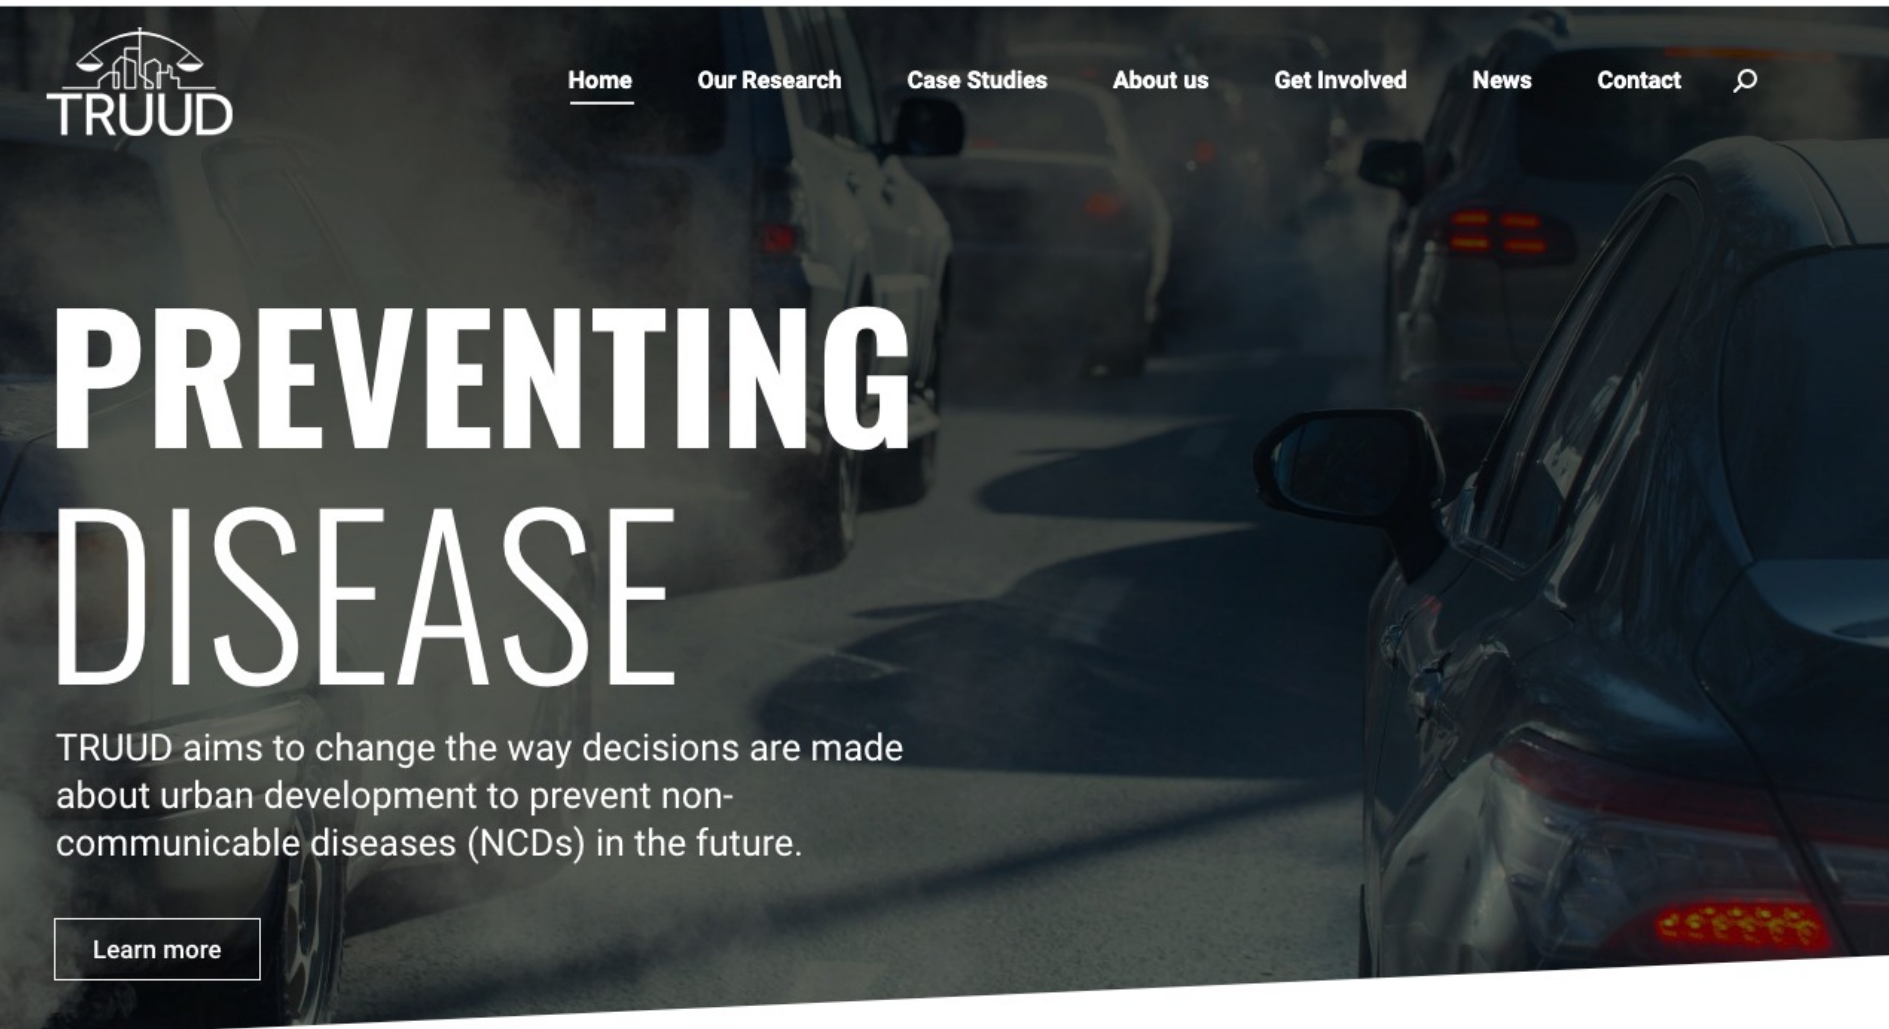 TRUUD
Home Our Research Case Studies About us Get Involved News Contact
PREVENTING
DISEASE
TRUUD aims to change the way decisions are made
about urban development to prevent non-
communicable diseases (NCDs) in the future.
Learn more